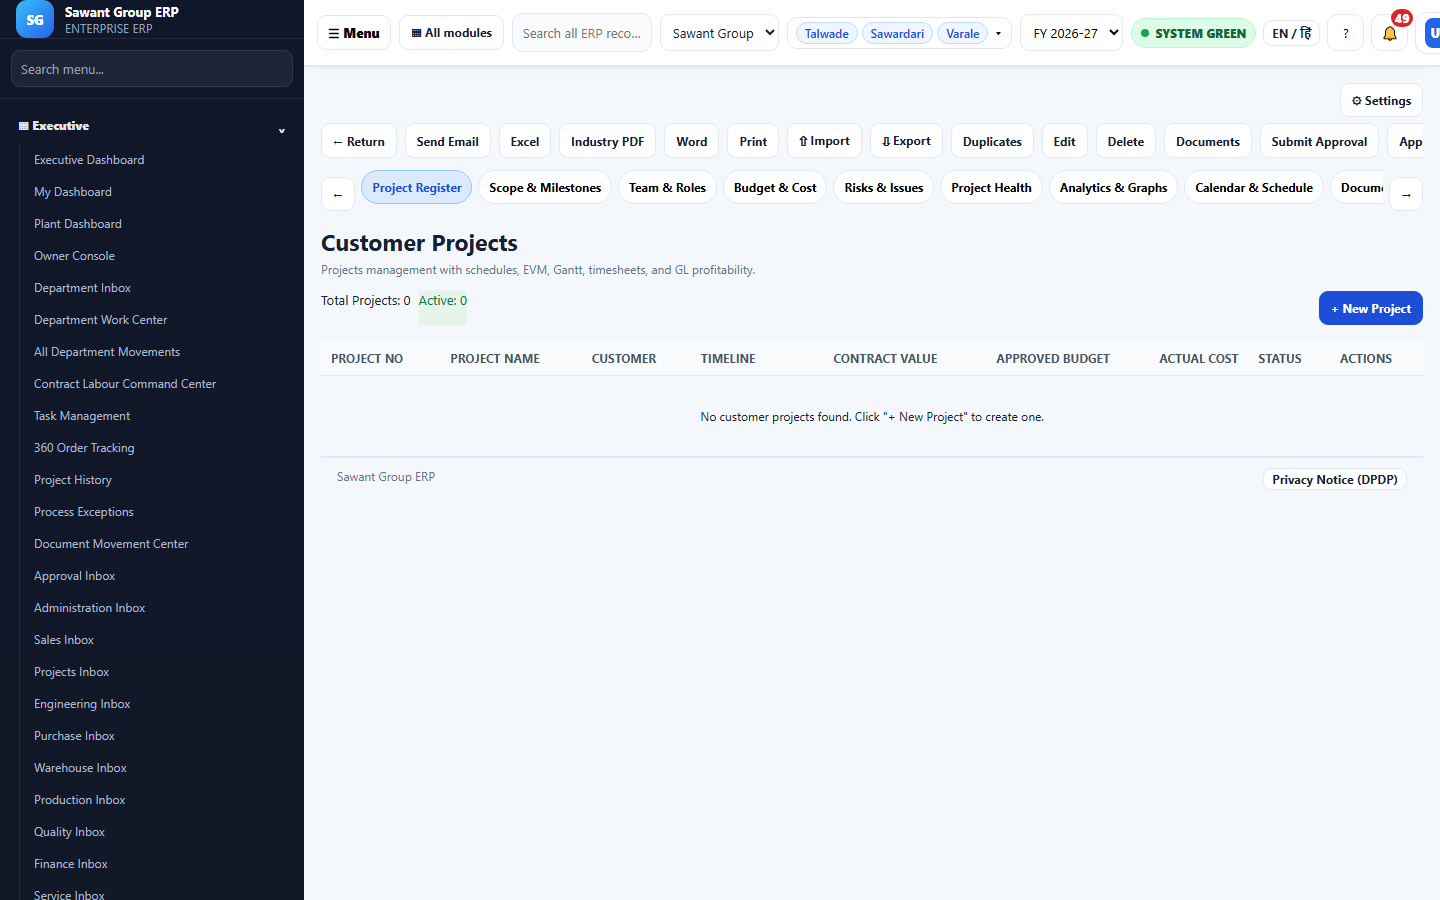 SG
Sawant Group ERP
ENTERPRISE ERP
Search menu...
Executive
Executive Dashboard
My Dashboard
Plant Dashboard
Owner Console
Department Inbox
Department Work Center
All Department Movements
Contract Labour Command Center
Task Management
360 Order Tracking
Project History
Process Exceptions
Document Movement Center
Approval Inbox
Administration Inbox
Sales Inbox
Projects Inbox
Engineering Inbox
Purchase Inbox
Warehouse Inbox
Production Inbox
Quality Inbox
Finance Inbox
Service Inbox
☰ Menu
All modules
Search all ERP reco...
Sawant Group
Talwade
Sawardari
Varale
FY 2026-27
SYSTEM GREEN
EN / हिं
?
49
U
⚙ Settings
← Return
Send Email
Excel
Industry PDF
Word
Print
⇧ Import
⇩ Export
Duplicates
Edit
Delete
Documents
Submit Approval
App
←
Project Register
Scope & Milestones
Team & Roles
Budget & Cost
Risks & Issues
Project Health
Analytics & Graphs
Calendar & Schedule
Docum
→
Customer Projects
Projects management with schedules, EVM, Gantt, timesheets, and GL profitability.
Total Projects: 0 Active: 0
+ New Project
PROJECT NO PROJECT NAME CUSTOMER TIMELINE CONTRACT VALUE APPROVED BUDGET ACTUAL COST STATUS ACTIONS
No customer projects found. Click "+ New Project" to create one.
Sawant Group ERP
Privacy Notice (DPDP)